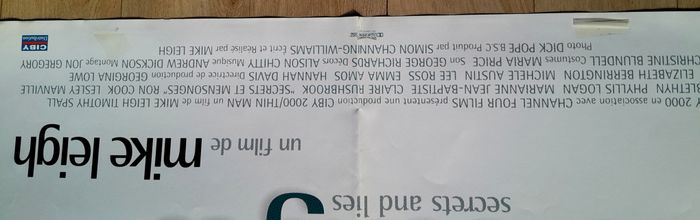 secrets and lies
un film de mike leigh
Y 2000 en association avec CHANNEL FOUR FILMS présentent une production CIBY 2000/THIN MAN un film de MIKE LEIGH TIMOTHY SPALL
BLETHYN PHYLLIS LOGAN MARIANNE JEAN-BAPTISTE CLAIRE RUSHBROOK "SECRETS ET MENSONGES" RON COOK LESLEY MANVILLE
ELIZABETH BERRINGTON MICHELE AUSTIN LEE ROSS EMMA AMOS HANNAH DAVIS Directrice de production GEORGINA LOWE
CHRISTINE BLUNDELL Costumes MARIA PRICE Son GEORGE RICHARDS Décors ALISON CHITTY Musique ANDREW DICKSON Montage JON GREGORY
Photo DICK POPE B.S.C Produit par SIMON CHANNING-WILLIAMS et Écrit et Réalisé par MIKE LEIGH
CIBY
Distribution